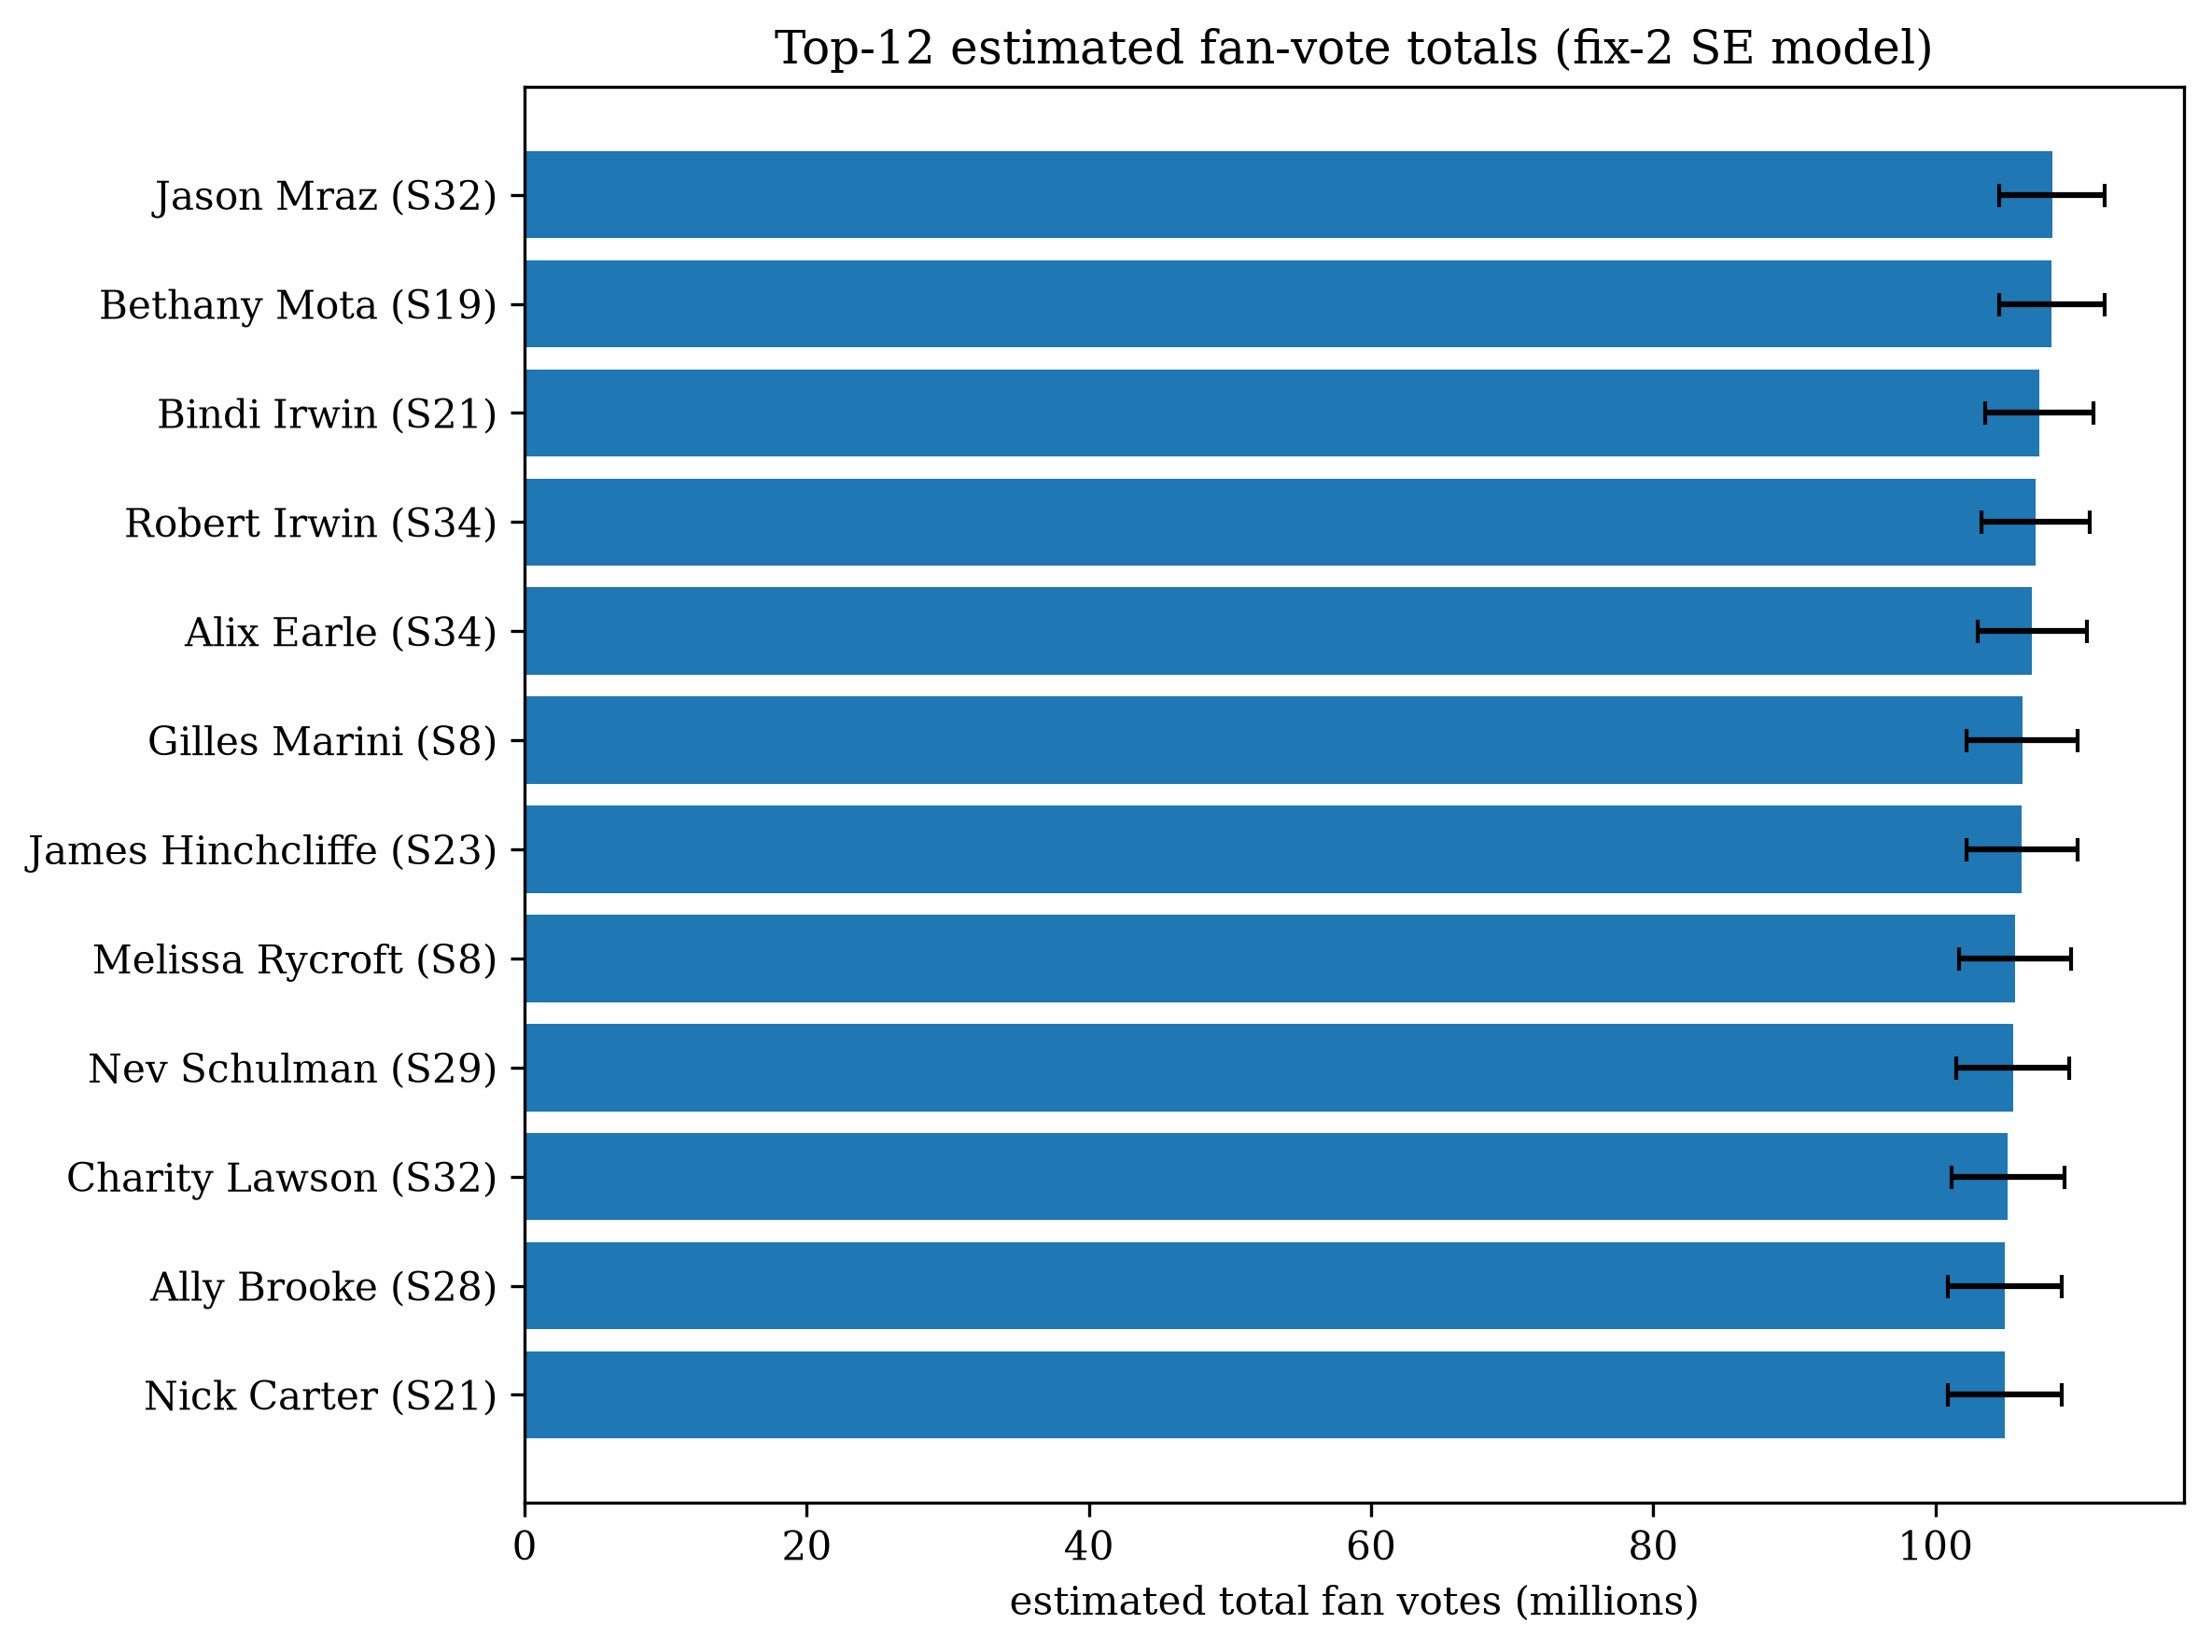 Top-12 estimated fan-vote totals (fix-2 SE model)
Jason Mraz (S32)
Bethany Mota (S19)
Bindi Irwin (S21)
Robert Irwin (S34)
Alix Earle (S34)
Gilles Marini (S8)
James Hinchcliffe (S23)
Melissa Rycroft (S8)
Nev Schulman (S29)
Charity Lawson (S32)
Ally Brooke (S28)
Nick Carter (S21)
0 20 40 60 80 100
estimated total fan votes (millions)